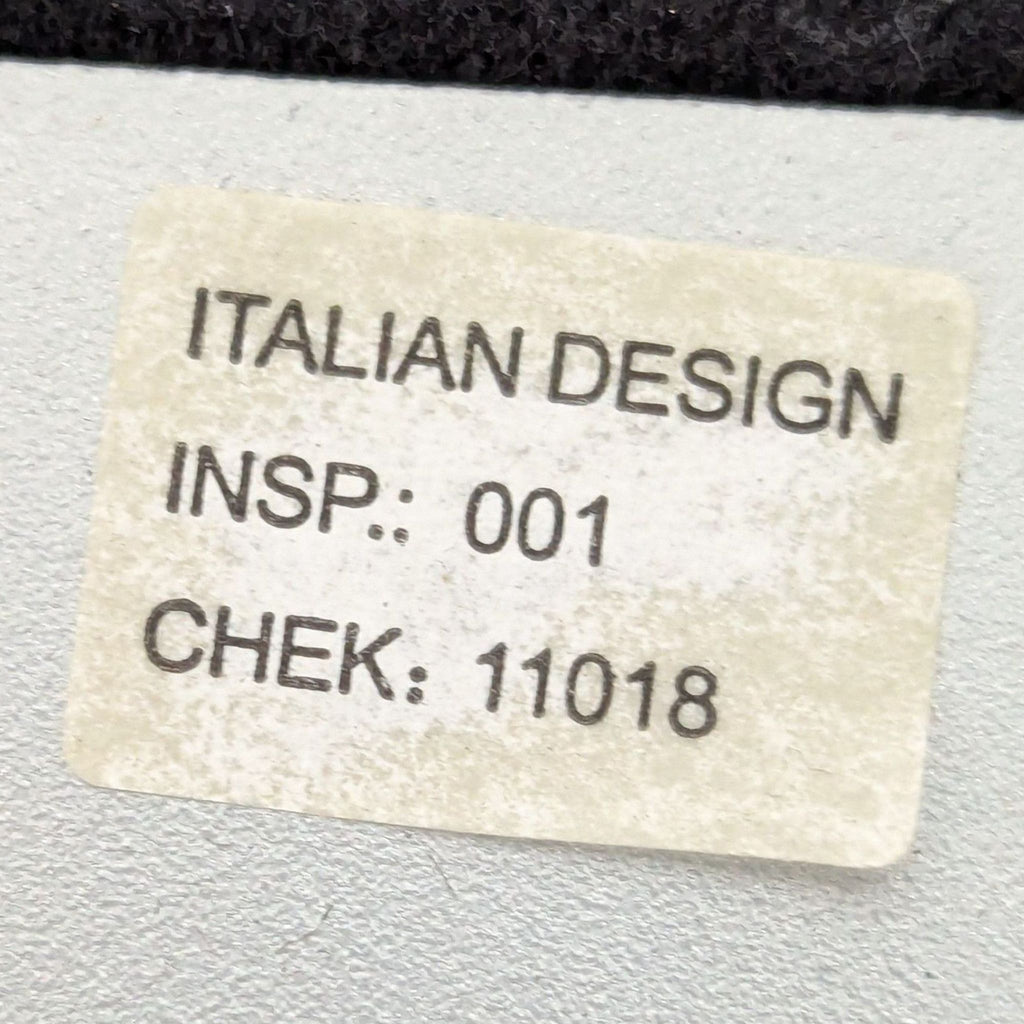 ITALIAN DESIGN
INSP.: 001
CHEK: 11018